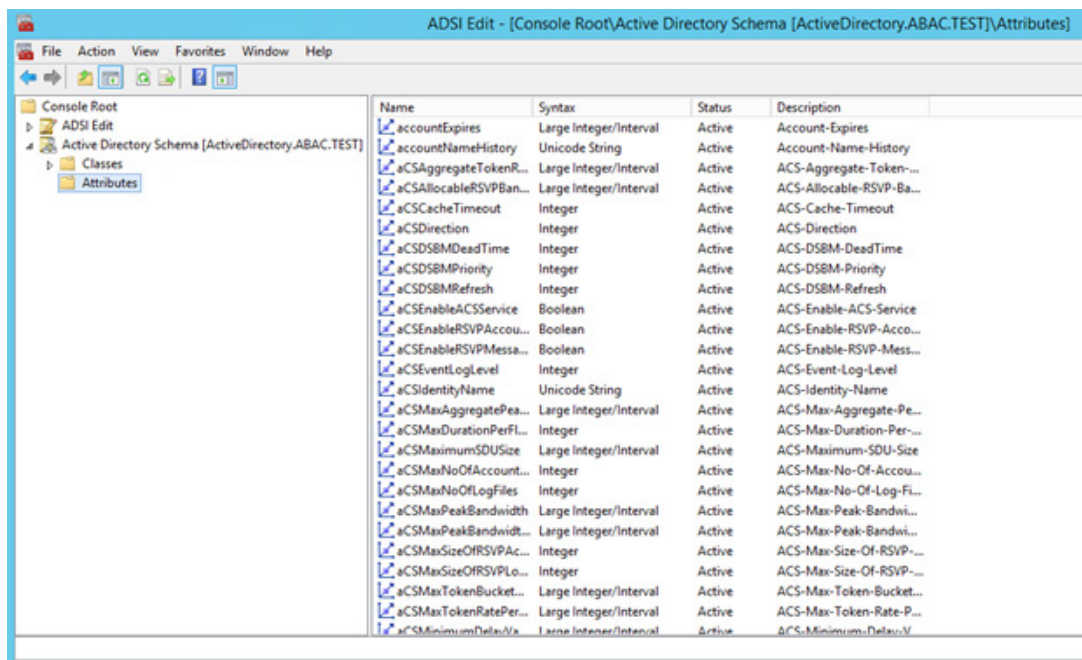 ADSI Edit - [Console Root\Active Directory Schema [ActiveDirectory.ABAC.TEST]\Attributes]
File Action View Favorites Window Help
Console Root
ADSI Edit
Active Directory Schema [ActiveDirectory.ABAC.TEST]
Classes
Attributes
Name Syntax Status Description
accountExpires Large Integer/Interval Active Account-Expires
accountNameHistory Unicode String Active Account-Name-History
aCSAggregateTokenR... Large Integer/Interval Active ACS-Aggregate-Token-...
aCSAllocableRSVPBan... Large Integer/Interval Active ACS-Allocable-RSVP-Ba...
aCSCacheTimeout Integer Active ACS-Cache-Timeout
aCSDirection Integer Active ACS-Direction
aCSDSBMDeadTime Integer Active ACS-DSBM-DeadTime
aCSDSBMPriority Integer Active ACS-DSBM-Priority
aCSDSBMRefresh Integer Active ACS-DSBM-Refresh
aCSEnableACSService Boolean Active ACS-Enable-ACS-Service
aCSEnableRSVPAccou... Boolean Active ACS-Enable-RSVP-Acco...
aCSEnableRSVPMessa... Boolean Active ACS-Enable-RSVP-Mess...
aCSEventLogLevel Integer Active ACS-Event-Log-Level
aCSIdentityName Unicode String Active ACS-Identity-Name
aCSMaxAggregatePea... Large Integer/Interval Active ACS-Max-Aggregate-Pe...
aCSMaxDurationPerFl... Integer Active ACS-Max-Duration-Per-...
aCSMaximumSDUSize Large Integer/Interval Active ACS-Maximum-SDU-Size
aCSMaxNoOfAccount... Integer Active ACS-Max-No-Of-Accou...
aCSMaxNoOfLogFiles Integer Active ACS-Max-No-Of-Log-Fi...
aCSMaxPeakBandwidth Large Integer/Interval Active ACS-Max-Peak-Bandwi...
aCSMaxPeakBandwidt... Large Integer/Interval Active ACS-Max-Peak-Bandwi...
aCSMaxSizeOfRSVPAc... Integer Active ACS-Max-Size-Of-RSVP-...
aCSMaxSizeOfRSVPLo... Integer Active ACS-Max-Size-Of-RSVP-...
aCSMaxTokenBucket... Large Integer/Interval Active ACS-Max-Token-Bucket...
aCSMaxTokenRatePer... Large Integer/Interval Active ACS-Max-Token-Rate-P...
aCSMinimumDelayVa... Large Integer/Interval Active ACS-Minimum-Delay-V...